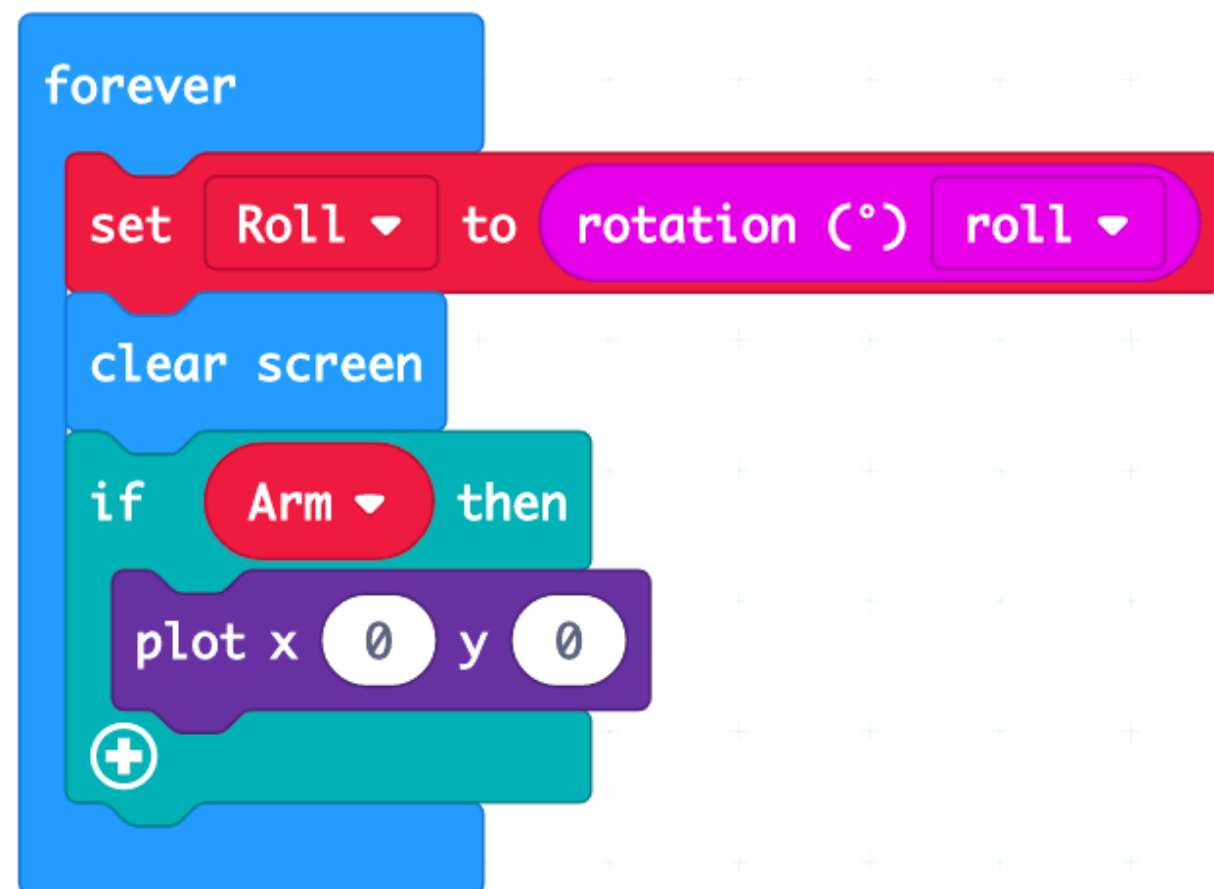 forever
set Roll to rotation (°) roll
clear screen
if Arm then
plot x 0 y 0